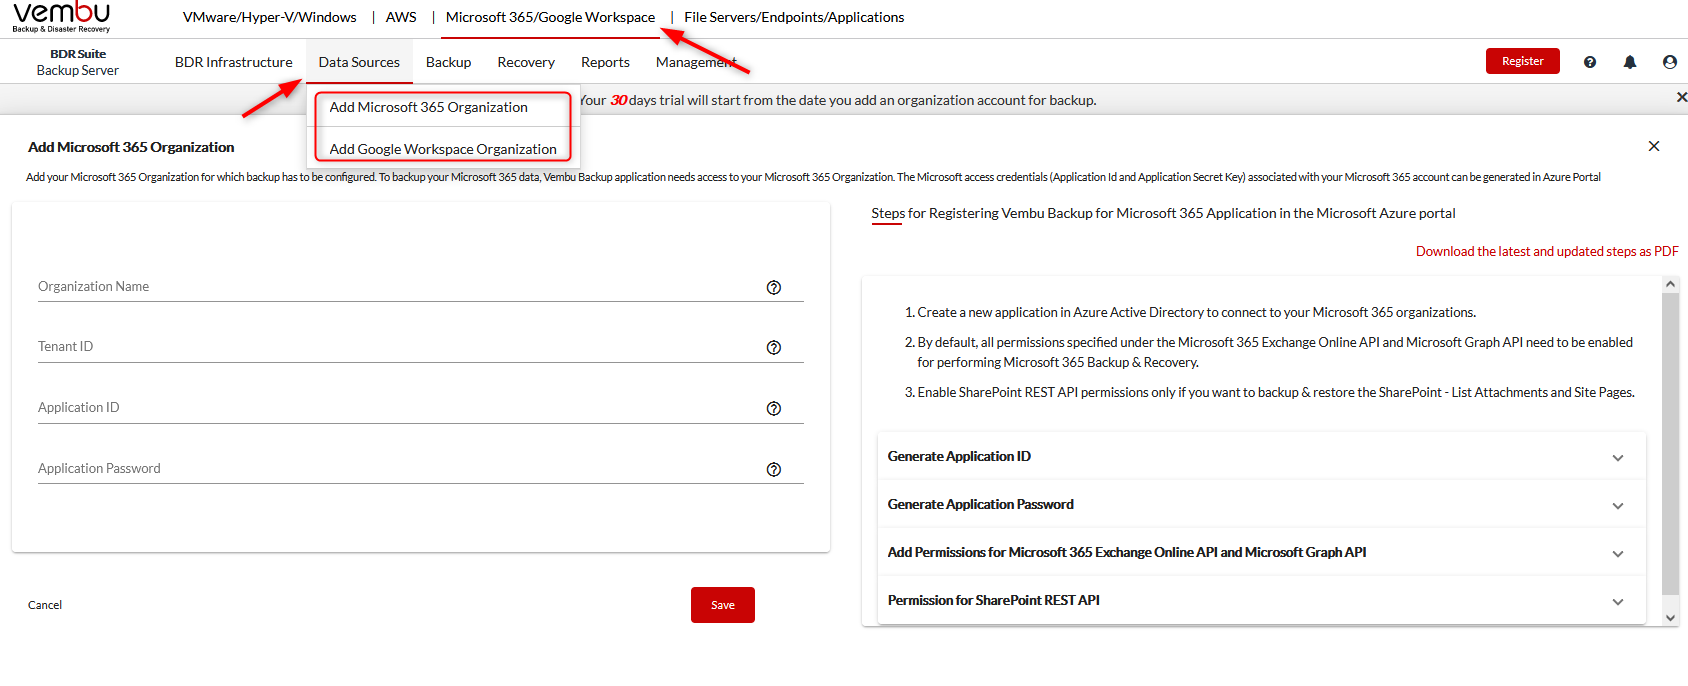 vembu
Backup & Disaster Recovery
VMware/Hyper-V/Windows | AWS | Microsoft 365/Google Workspace | File Servers/Endpoints/Applications
BDR Suite
Backup Server
BDR Infrastructure Data Sources Backup Recovery Reports Management
Register
Add Microsoft 365 Organization
Your 30 days trial will start from the date you add an organization account for backup.
Add Google Workspace Organization
Add Microsoft 365 Organization
Add your Microsoft 365 Organization for which backup has to be configured. To backup your Microsoft 365 data, Vembu Backup application needs access to your Microsoft 365 Organization. The Microsoft access credentials (Application Id and Application Secret Key) associated with your Microsoft 365 account can be generated in Azure Portal
Organization Name
Tenant ID
Application ID
Application Password
Cancel
Save
Steps for Registering Vembu Backup for Microsoft 365 Application in the Microsoft Azure portal
Download the latest and updated steps as PDF
1. Create a new application in Azure Active Directory to connect to your Microsoft 365 organizations.
2. By default, all permissions specified under the Microsoft 365 Exchange Online API and Microsoft Graph API need to be enabled
for performing Microsoft 365 Backup & Recovery.
3. Enable SharePoint REST API permissions only if you want to backup & restore the SharePoint - List Attachments and Site Pages.
Generate Application ID
Generate Application Password
Add Permissions for Microsoft 365 Exchange Online API and Microsoft Graph API
Permission for SharePoint REST API